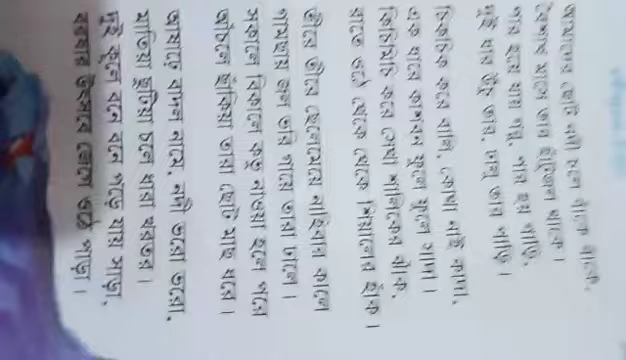 আমাদের ছোট নদী চলে বাঁকে বাঁকে,
বৈশাখ মাসে তার হাঁটুজল থাকে।
পার হয়ে যায় গরু, পার হয় গাড়ি,
দুই ধার উঁচু তার, ঢালু তার পাড়ি।
চিকচিক করে বালি, কোথা নাই কাদা,
এক ধারে কাশবন ফুলে ফুলে সাদা।
কিচিমিচি করে সেথা শালিকের ঝাঁক,
রাতে ওঠে থেকে থেকে শিয়ালের হাঁক।
তীরে তীরে ছেলেমেয়ে নাহিবার কালে
গামছায় জল ভরি গায়ে তারা ঢালে।
সকালে বিকালে কভু নাওয়া হলে পরে
আঁচলে ছাঁকিয়া তারা ছোট মাছ ধরে।
আষাঢ়ে বাদল নামে, নদী ভরো ভরো,
মাতিয়া ছুটিয়া চলে ধারা খরতর।
দুই কূলে বনে বনে পড়ে যায় সাড়া,
বরষার উৎসবে জেগে ওঠে পাড়া।